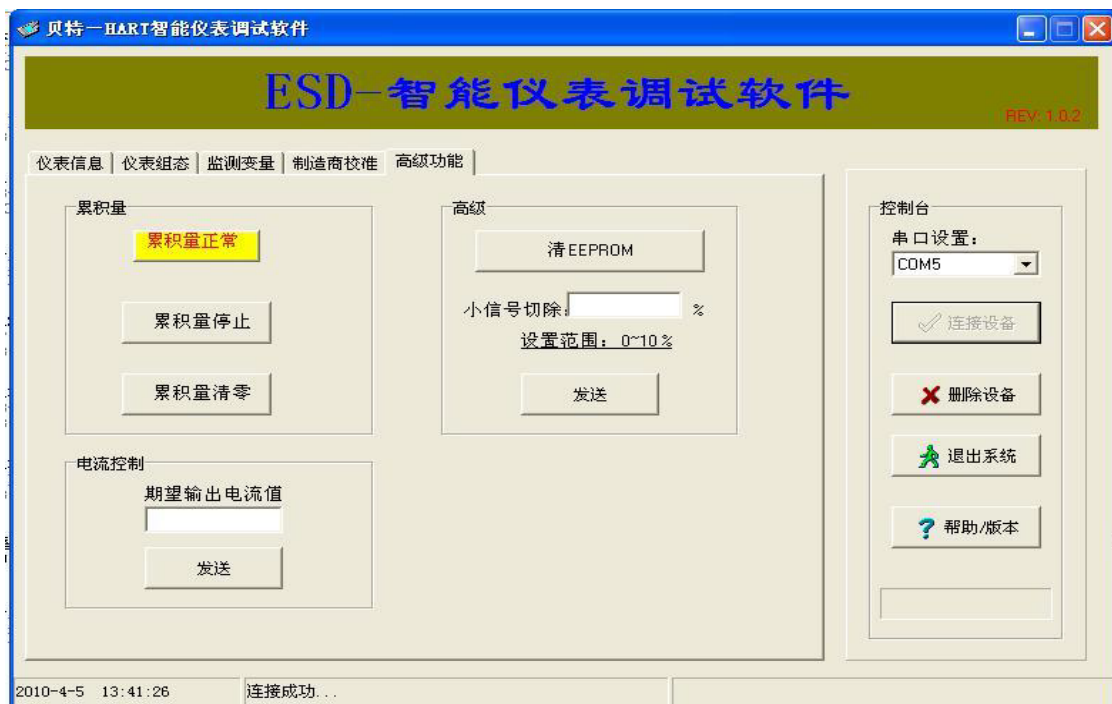 贝特－HART智能仪表调试软件
ESD-智能仪表调试软件
REV: 1.0.2
仪表信息 仪表组态 监测变量 制造商校准 高级功能
累积量
累积量正常
累积量停止
累积量清零
电流控制
期望输出电流值
发送
高级
清EEPROM
小信号切除： %
设置范围：0~10%
发送
控制台
串口设置：
COM5
连接设备
删除设备
退出系统
帮助/版本
2010-4-5 13:41:26 连接成功...